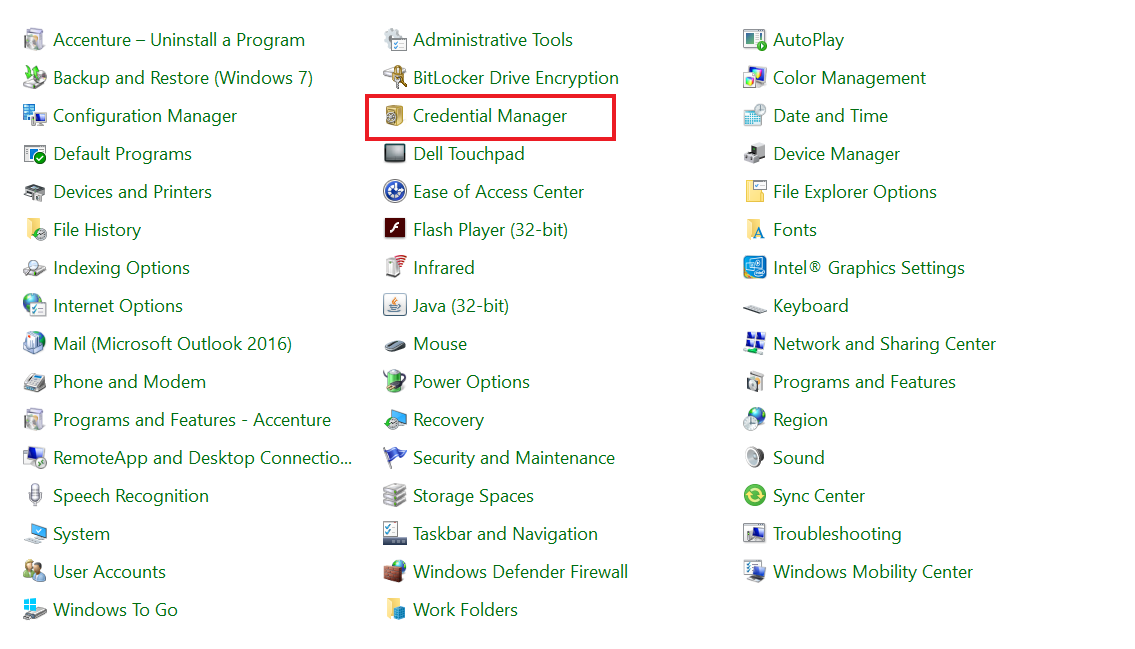 Accenture – Uninstall a Program
Administrative Tools
AutoPlay
Backup and Restore (Windows 7)
BitLocker Drive Encryption
Color Management
Configuration Manager
Credential Manager
Date and Time
Default Programs
Dell Touchpad
Device Manager
Devices and Printers
Ease of Access Center
File Explorer Options
File History
Flash Player (32-bit)
Fonts
Indexing Options
Infrared
Intel® Graphics Settings
Internet Options
Java (32-bit)
Keyboard
Mail (Microsoft Outlook 2016)
Mouse
Network and Sharing Center
Phone and Modem
Power Options
Programs and Features
Programs and Features - Accenture
Recovery
Region
RemoteApp and Desktop Connectio...
Security and Maintenance
Sound
Speech Recognition
Storage Spaces
Sync Center
System
Taskbar and Navigation
Troubleshooting
User Accounts
Windows Defender Firewall
Windows Mobility Center
Windows To Go
Work Folders